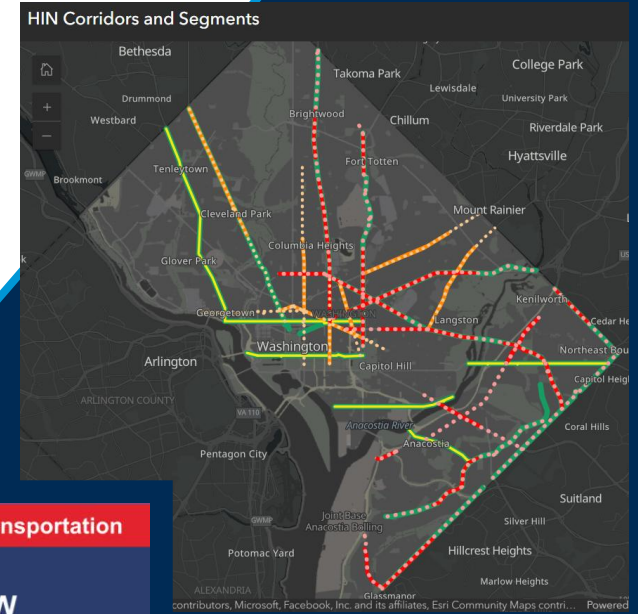 HIN Corridors and Segments
Bethesda
College Park
Takoma Park
Lewisdale
University Park
Drummond
Brightwood
Chillum
Westbard
Riverdale Park
Fort Totten
Hyattsville
GWMP
Brookmont
Tenleytown
Mount Rainier
Cleveland Park
Columbia Heights
Glover Park
Kenilworth
Georgetown
WASHINGTON
Langston
Cedar He
Washington
Northeast Bou
Arlington
Capitol Hill
Capitol Heigh
ARLINGTON COUNTY
VA 110
Anacostia River
Coral Hills
Anacostia
Pentagon City
Suitland
GWMP
Joint Base
Anacostia Bolling
Silver Hill
nsportation
Potomac Yard
Hillcrest Heights
Marlow Heights
ALEXANDRIA
Glassmanor
w
contributors, Microsoft, Facebook, Inc. and its affiliates, Esri Community Maps contri... Powered